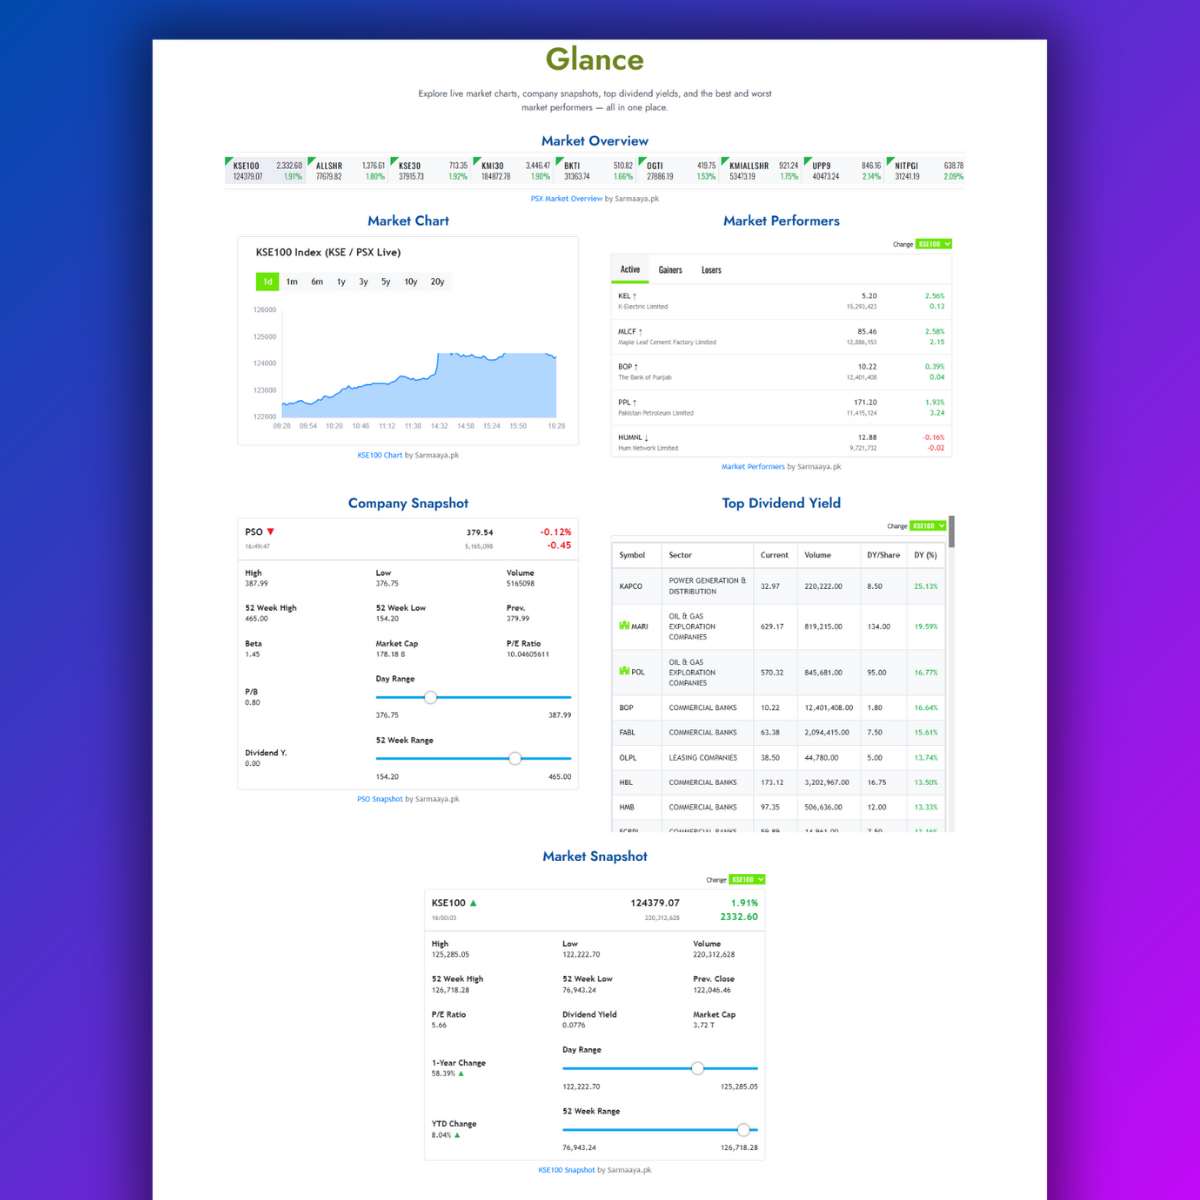 Glance
Explore live market charts, company snapshots, top dividend yields, and the best and worst
market performers — all in one place.
Market Overview
KSE100 2,332.60 ALLSHR 1,376.61 KSE30 713.35 KMI30 3,446.47 BKTI 510.82 OGTI 419.75 KMIALLSHR 921.24 UPP9 846.16 NITPGI 638.78
124379.07 1.91% 77679.82 1.80% 37915.73 1.92% 184872.78 1.90% 31363.74 1.66% 27886.19 1.53% 53473.19 1.75% 40473.24 2.14% 31241.19 2.09%
PSX Market Overview by Sarmaaya.pk
Market Chart
KSE100 Index (KSE / PSX Live)
1d 1m 6m 1y 3y 5y 10y 20y
126000
125000
124000
123000
122000
09:28 09:54 10:20 10:46 11:12 11:38 14:32 14:58 15:24 15:50 16:28
KSE100 Chart by Sarmaaya.pk
Market Performers
Change KSE100
Active Gainers Losers
KEL ↑ 5.20 2.56%
K-Electric Limited 15,293,423 0.13
MLCF ↑ 85.46 2.58%
Maple Leaf Cement Factory Limited 12,886,153 2.15
BOP ↑ 10.22 0.39%
The Bank of Punjab 12,401,408 0.04
PPL ↑ 171.20 1.93%
Pakistan Petroleum Limited 11,415,124 3.24
HUMNL ↓ 12.88 -0.16%
Hum Network Limited 9,721,732 -0.02
Market Performers by Sarmaaya.pk
Company Snapshot
PSO ▼ 379.54 -0.12%
16:49:47 5,165,098 -0.45
High Low Volume
387.99 376.75 5165098
52 Week High 52 Week Low Prev.
465.00 154.20 379.99
Beta Market Cap P/E Ratio
1.45 178.18 B 10.04605611
Day Range
P/B
0.80
376.75 387.99
52 Week Range
Dividend Y.
0.00
154.20 465.00
PSO Snapshot by Sarmaaya.pk
Top Dividend Yield
Change KSE100
Symbol Sector Current Volume DY/Share DY (%)
KAPCO POWER GENERATION & DISTRIBUTION 32.97 220,222.00 8.50 25.13%
MARI OIL & GAS EXPLORATION COMPANIES 629.17 819,215.00 134.00 19.59%
POL OIL & GAS EXPLORATION COMPANIES 570.32 845,681.00 95.00 16.77%
BOP COMMERCIAL BANKS 10.22 12,401,408.00 1.80 16.64%
FABL COMMERCIAL BANKS 63.38 2,094,415.00 7.50 15.61%
OLPL LEASING COMPANIES 38.50 44,780.00 5.00 13.74%
HBL COMMERCIAL BANKS 173.12 3,202,967.00 16.75 13.50%
HMB COMMERCIAL BANKS 97.35 506,636.00 12.00 13.33%
COMMERCIAL BANKS
Market Snapshot
Change KSE100
KSE100 ▲ 124379.07 1.91%
16:50:03 220,312,628 2332.60
High Low Volume
125,285.05 122,222.70 220,312,628
52 Week High 52 Week Low Prev. Close
126,718.28 76,943.24 122,046.46
P/E Ratio Dividend Yield Market Cap
5.66 0.0776 3.72 T
Day Range
1-Year Change
58.39% ▲
122,222.70 125,285.05
52 Week Range
YTD Change
8.04% ▲
76,943.24 126,718.28
KSE100 Snapshot by Sarmaaya.pk